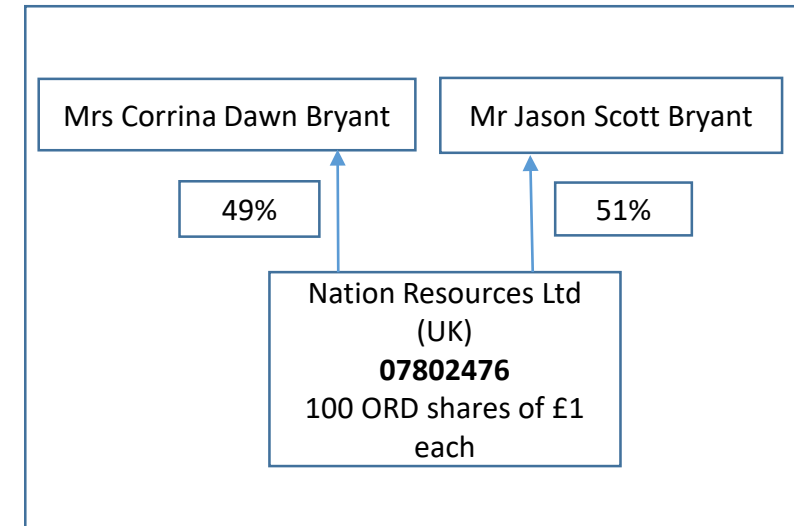 Mrs Corrina Dawn Bryant
Mr Jason Scott Bryant
49%
51%
Nation Resources Ltd
(UK)
07802476
100 ORD shares of £1
each